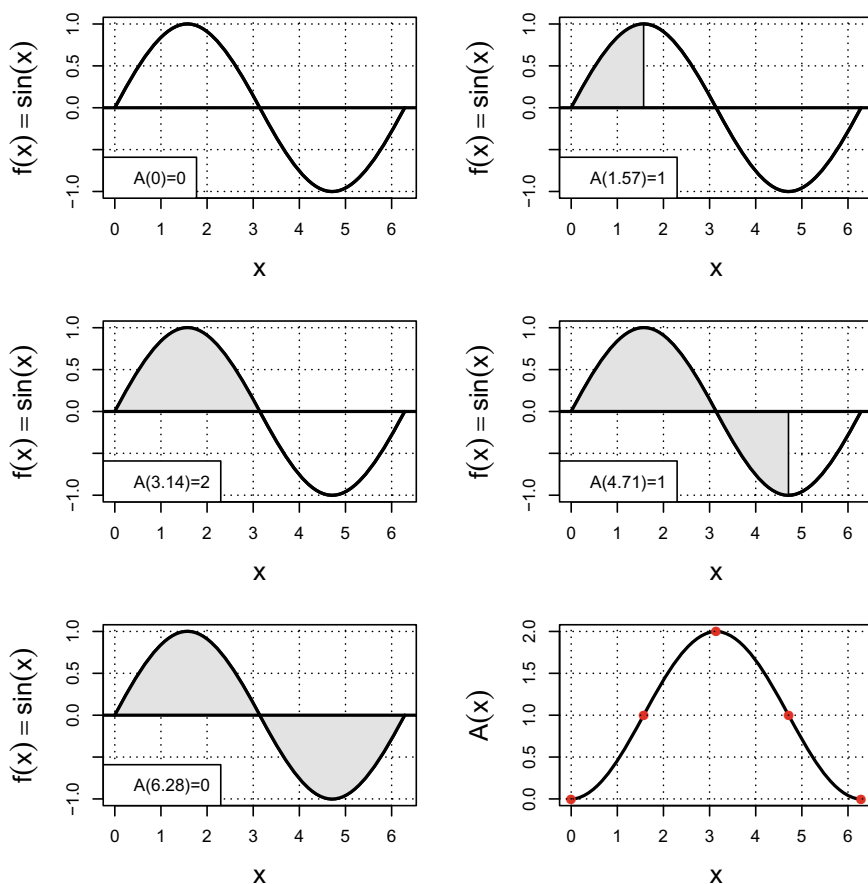 f(x) = sin(x)
1.0
0.5
0.0
−1.0
A(0)=0
0 1 2 3 4 5 6
x
f(x) = sin(x)
1.0
0.5
0.0
−1.0
A(1.57)=1
0 1 2 3 4 5 6
x
f(x) = sin(x)
1.0
0.5
0.0
−1.0
A(3.14)=2
0 1 2 3 4 5 6
x
f(x) = sin(x)
1.0
0.5
0.0
−1.0
A(4.71)=1
0 1 2 3 4 5 6
x
f(x) = sin(x)
1.0
0.5
0.0
−1.0
A(6.28)=0
0 1 2 3 4 5 6
x
A(x)
2.0
1.5
1.0
0.5
0.0
0 1 2 3 4 5 6
x